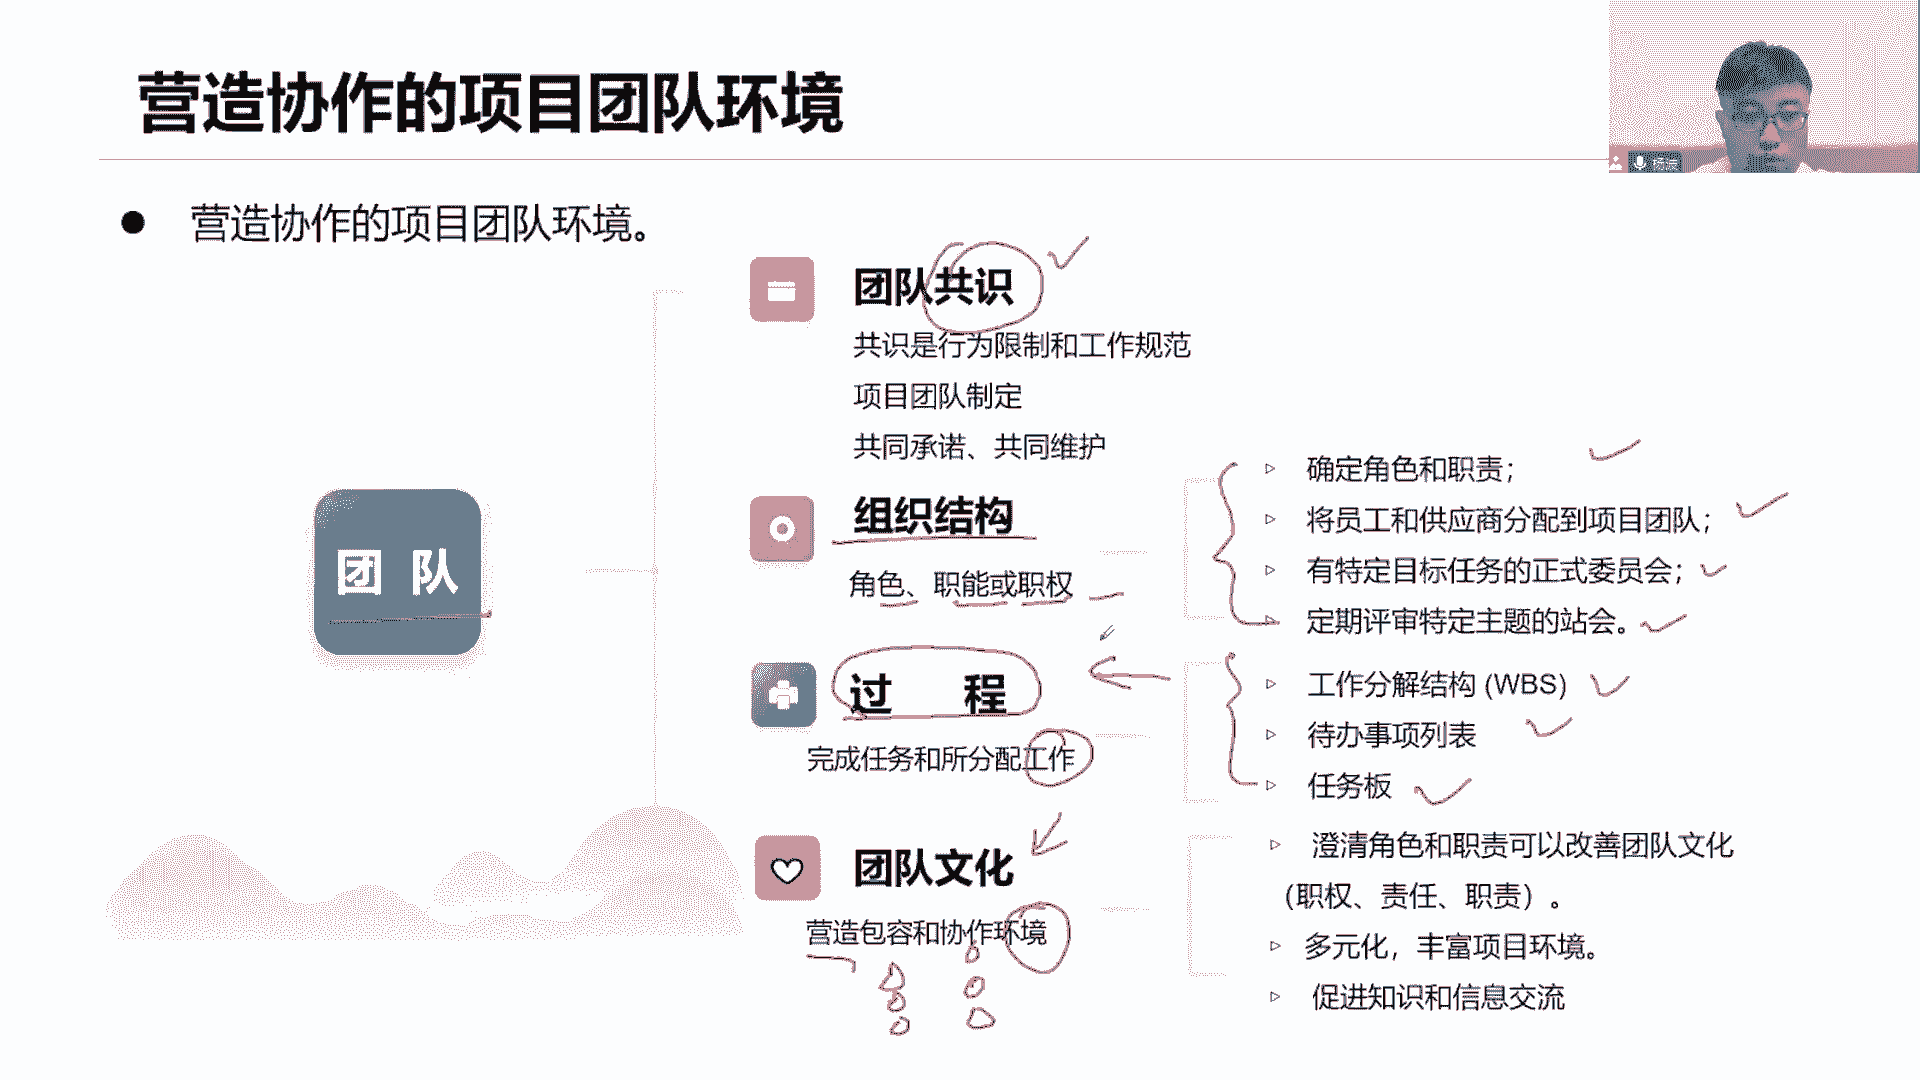 营造协作的项目团队环境
营造协作的项目团队环境。
团队共识
共识是行为限制和工作规范
项目团队制定
共同承诺、共同维护
团 队
组织结构
角色、职能或职权
确定角色和职责；
将员工和供应商分配到项目团队；
有特定目标任务的正式委员会；
定期评审特定主题的站会。
过 程
完成任务和所分配工作
工作分解结构 (WBS)
待办事项列表
任务板
团队文化
营造包容和协作环境
澄清角色和职责可以改善团队文化
（职权、责任、职责）。
多元化，丰富项目环境。
促进知识和信息交流